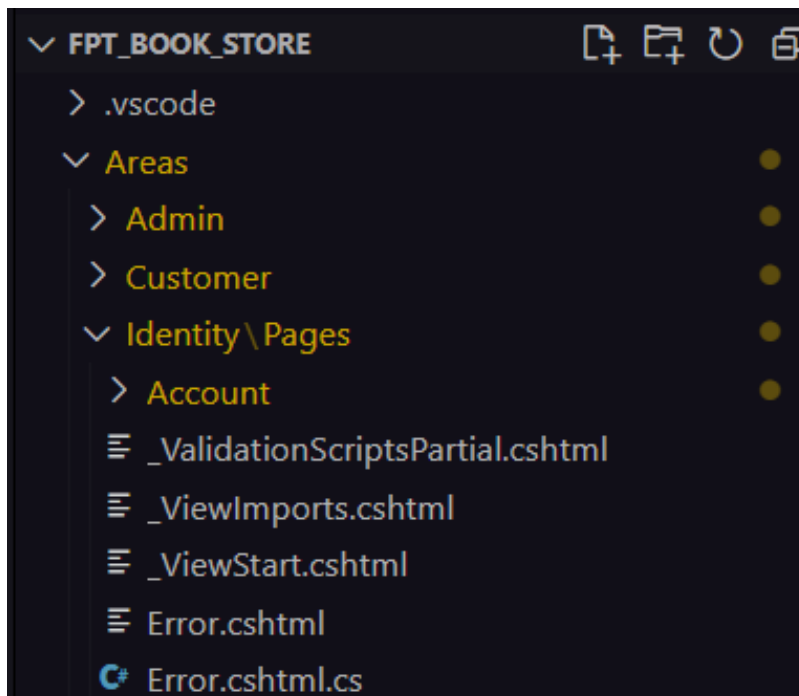 FPT_BOOK_STORE
.vscode
Areas
Admin
Customer
Identity\Pages
Account
_ValidationScriptsPartial.cshtml
_ViewImports.cshtml
_ViewStart.cshtml
Error.cshtml
C# Error.cshtml.cs